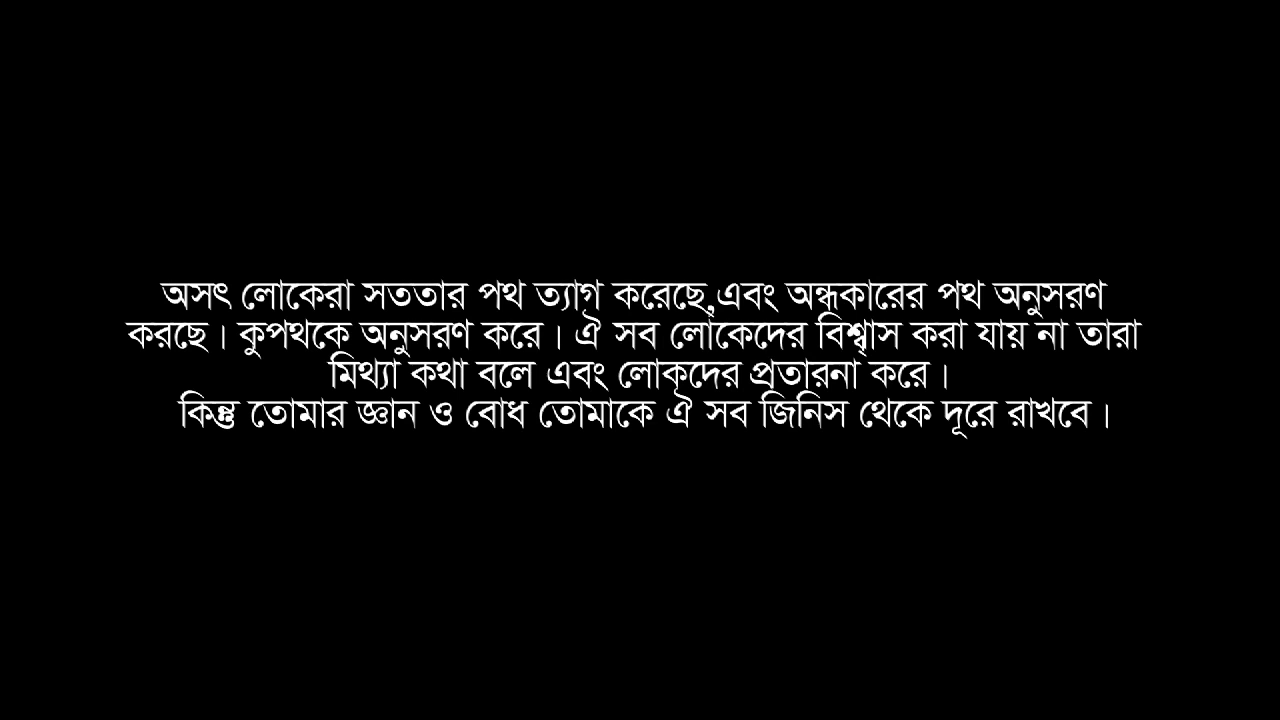 অসৎ লোকেরা সততার পথ ত্যাগ করেছে,এবং অন্ধকারের পথ অনুসরণ
করছে। কুপথকে অনুসরণ করে। ঐ সব লোকেদের বিশ্বাস করা যায় না তারা
মিথ্যা কথা বলে এবং লোকদের প্রতারনা করে।
কিন্তু তোমার জ্ঞান ও বোধ তোমাকে ঐ সব জিনিস থেকে দূরে রাখবে।